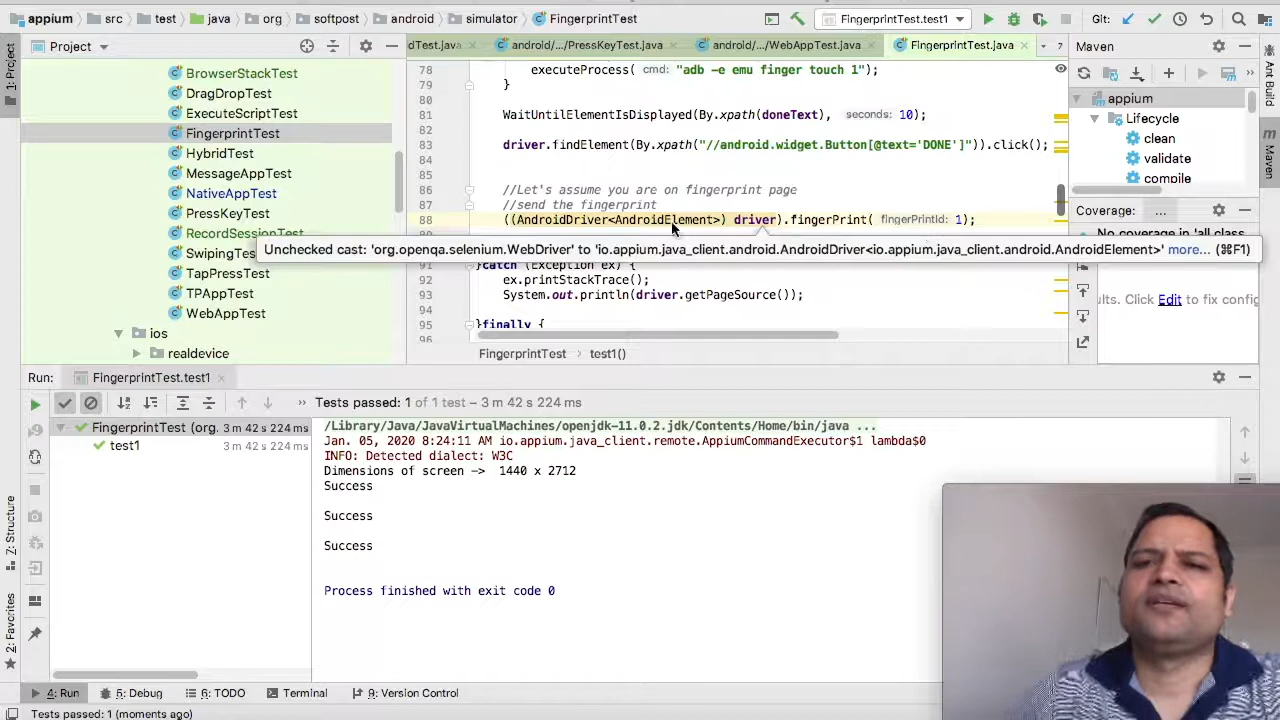 appium
src
test
java
org
softpost
android
simulator
FingerprintTest
FingerprintTest.test1
Git:
1: Project
Project
dTest.java
android/.../PressKeyTest.java
android/.../WebAppTest.java
FingerprintTest.java
7
Maven
Ant Build
Maven
BrowserStackTest
DragDropTest
ExecuteScriptTest
FingerprintTest
HybridTest
MessageAppTest
NativeAppTest
PressKeyTest
RecordSessionTest
SwipingTe
TapPressTest
TPAppTest
WebAppTest
ios
realdevice
78 executeProcess( cmd: "adb -e emu finger touch 1");
79 }
80
81 WaitUntilElementIsDisplayed(By.xpath(doneText), seconds: 10);
82
83 driver.findElement(By.xpath("//android.widget.Button[@text='DONE']")).click();
84
85
86 //Let's assume you are on fingerprint page
87 //send the fingerprint
88 ((AndroidDriver<AndroidElement>) driver).fingerPrint( fingerPrintId: 1);
Unchecked cast: 'org.openqa.selenium.WebDriver' to 'io.appium.java_client.android.AndroidDriver<io.appium.java_client.android.AndroidElement>' more... (⌘F1)
91 }catch (Exception ex) {
92 ex.printStackTrace();
93 System.out.println(driver.getPageSource());
94
95 }finally {
96
FingerprintTest
test1()
appium
Lifecycle
clean
validate
compile
Coverage:
...
No coverage in 'all class
ults. Click Edit to fix config
Run:
FingerprintTest.test1
Tests passed: 1 of 1 test – 3 m 42 s 224 ms
FingerprintTest (org. 3 m 42 s 224 ms
test1 3 m 42 s 224 ms
/Library/Java/JavaVirtualMachines/openjdk-11.0.2.jdk/Contents/Home/bin/java ...
Jan. 05, 2020 8:24:11 AM io.appium.java_client.remote.AppiumCommandExecutor$1 lambda$0
INFO: Detected dialect: W3C
Dimensions of screen -> 1440 x 2712
Success
Success
Success
Process finished with exit code 0
Z: Structure
2: Favorites
4: Run
5: Debug
6: TODO
Terminal
9: Version Control
Tests passed: 1 (moments ago)